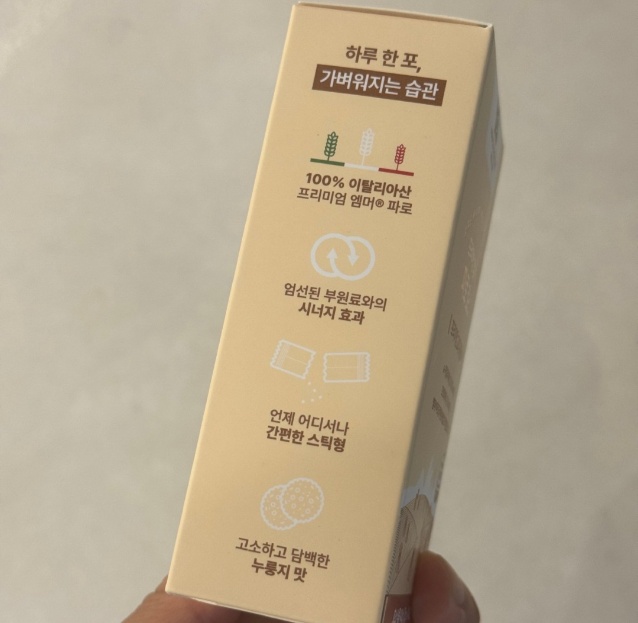 하루 한 포,
가벼워지는 습관
100% 이탈리아산
프리미엄 엠머® 파로
엄선된 부원료와의
시너지 효과
언제 어디서나
간편한 스틱형
고소하고 담백한
누룽지 맛